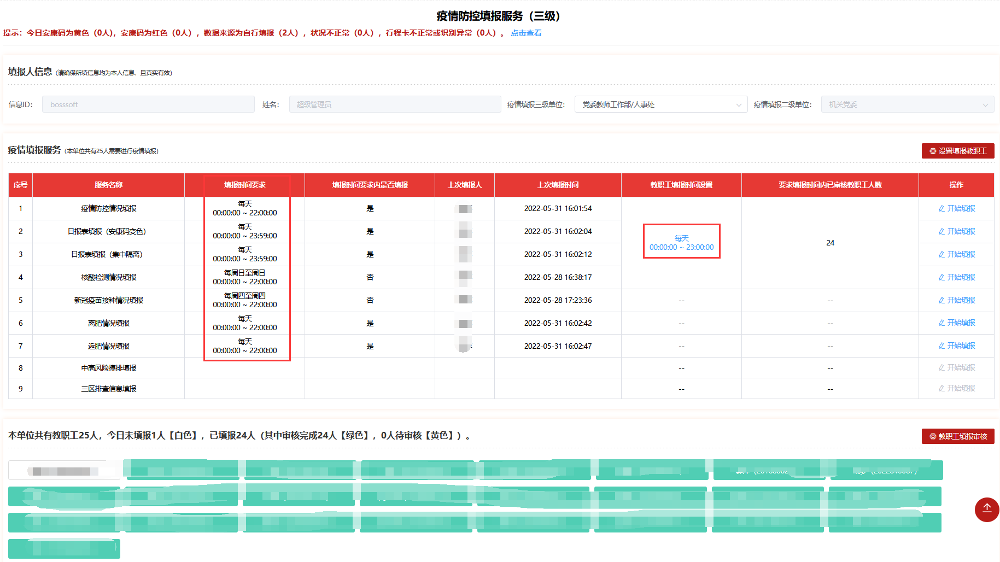 疫情防控填报服务（三级）
提示：今日安康码为黄色（0人），安康码为红色（0人），数据来源为自行填报（2人），状况不正常（0人），行程卡不正常或识别异常（0人）。 点击查看
填报人信息 (请确保所填信息均为本人信息，且真实有效)
信息ID： bosssoft 姓名： 超级管理员 疫情填报三级单位： 党委教师工作部/人事处 疫情填报二级单位： 机关党委
疫情填报服务 (本单位共有25人需要进行疫情填报) 设置填报教职工
序号 服务名称 填报时间要求 填报时间要求内是否填报 上次填报人 上次填报时间 教职工填报时间设置 要求填报时间内已审核教职工人数 操作
1 疫情防控情况填报 每天 00:00:00 ~ 22:00:00 是 2022-05-31 16:01:54 开始填报
2 日报表填报（安康码变色） 每天 00:00:00 ~ 23:59:00 是 2022-05-31 16:02:04 开始填报
每天
00:00:00 ~ 23:00:00
24
3 日报表填报（集中隔离） 每天 00:00:00 ~ 23:59:00 是 2022-05-31 16:02:12 开始填报
4 核酸检测情况填报 每周日至周日 00:00:00 ~ 22:00:00 否 2022-05-28 16:38:17 开始填报
5 新冠疫苗接种情况填报 每周四至周四 00:00:00 ~ 22:00:00 否 2022-05-28 17:23:36 -- -- 开始填报
6 离肥情况填报 每天 00:00:00 ~ 22:00:00 是 2022-05-31 16:02:42 -- -- 开始填报
7 返肥情况填报 每天 00:00:00 ~ 22:00:00 是 2022-05-31 16:02:47 -- -- 开始填报
8 中高风险摸排填报 -- -- 开始填报
9 三区排查信息填报 -- -- 开始填报
本单位共有教职工25人，今日未填报1人【白色】，已填报24人（其中审核完成24人【绿色】，0人待审核【黄色】）。 教职工填报审核